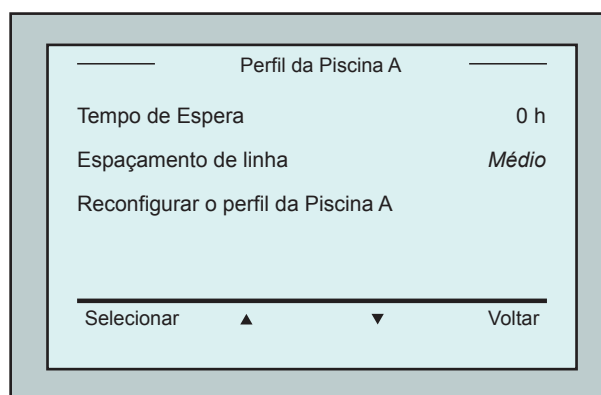 Perfil da Piscina A
Tempo de Espera 0 h
Espaçamento de linha Médio
Reconfigurar o perfil da Piscina A
Selecionar ▲ ▼ Voltar